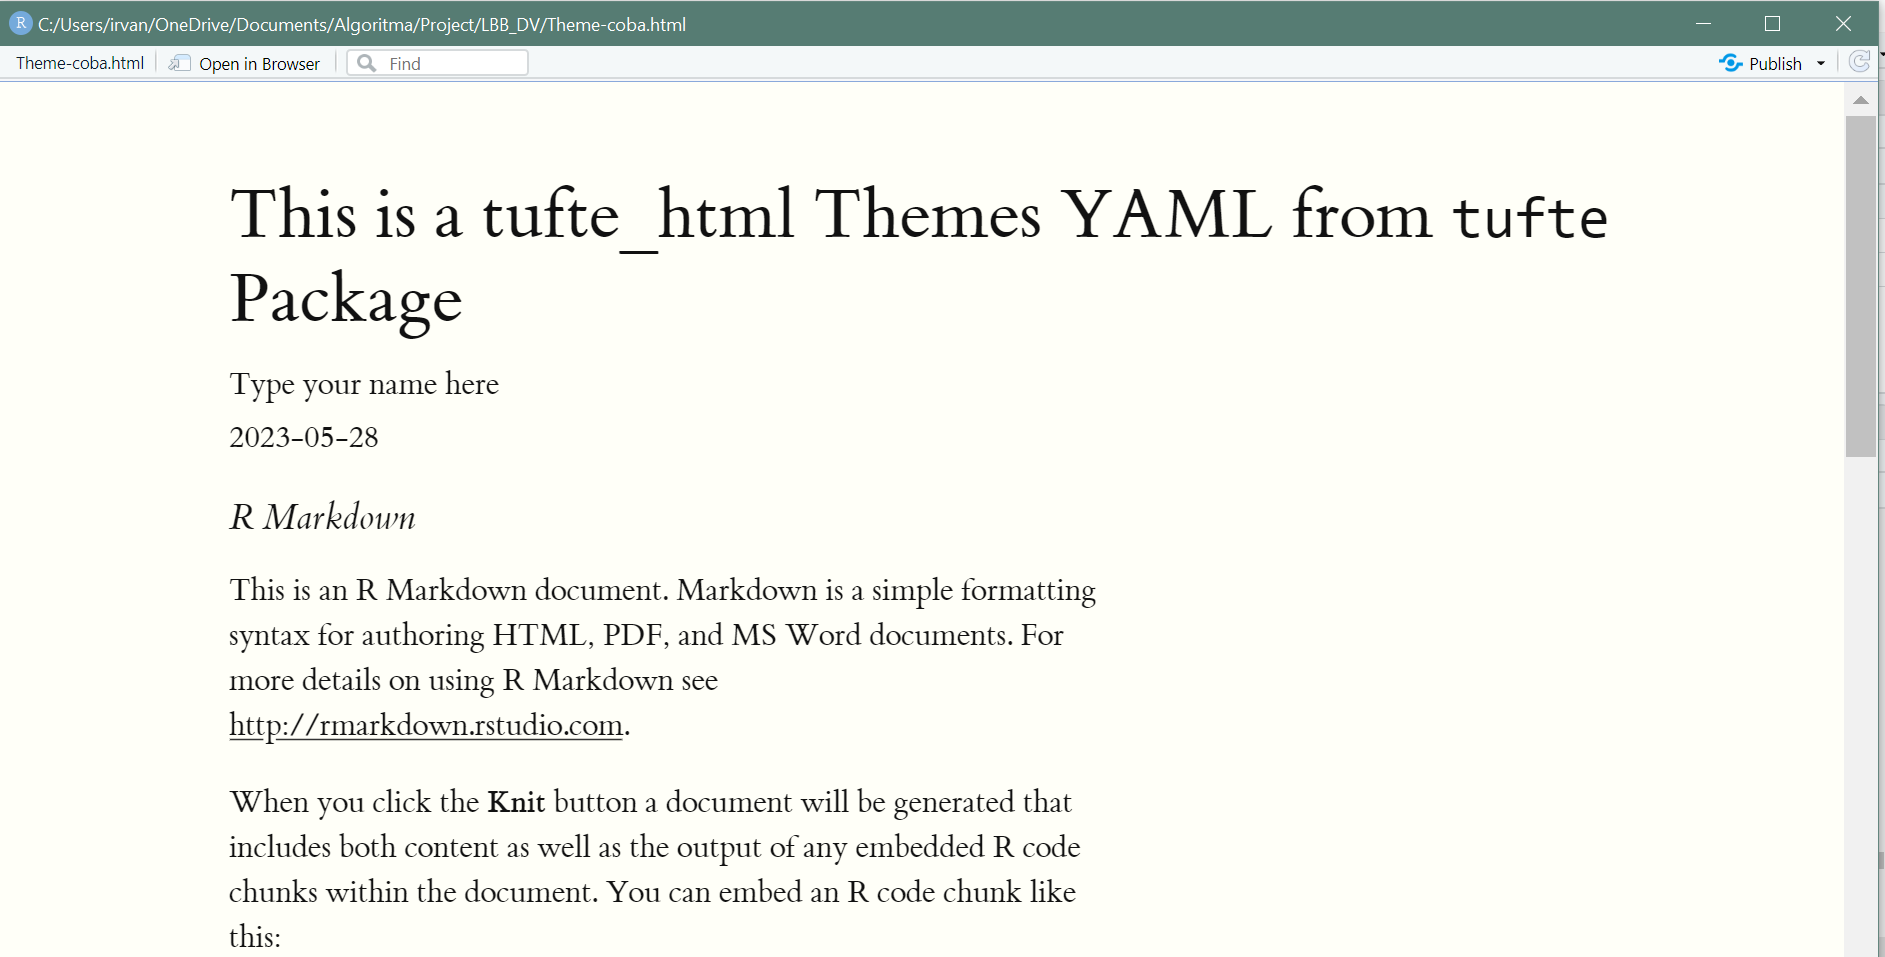 R C:/Users/irvan/OneDrive/Documents/Algoritma/Project/LBB_DV/Theme-coba.html
Theme-coba.html Open in Browser Find Publish
This is a tufte_html Themes YAML from tufte
Package
Type your name here
2023-05-28
R Markdown
This is an R Markdown document. Markdown is a simple formatting
syntax for authoring HTML, PDF, and MS Word documents. For
more details on using R Markdown see
http://rmarkdown.rstudio.com.
When you click the Knit button a document will be generated that
includes both content as well as the output of any embedded R code
chunks within the document. You can embed an R code chunk like
this: